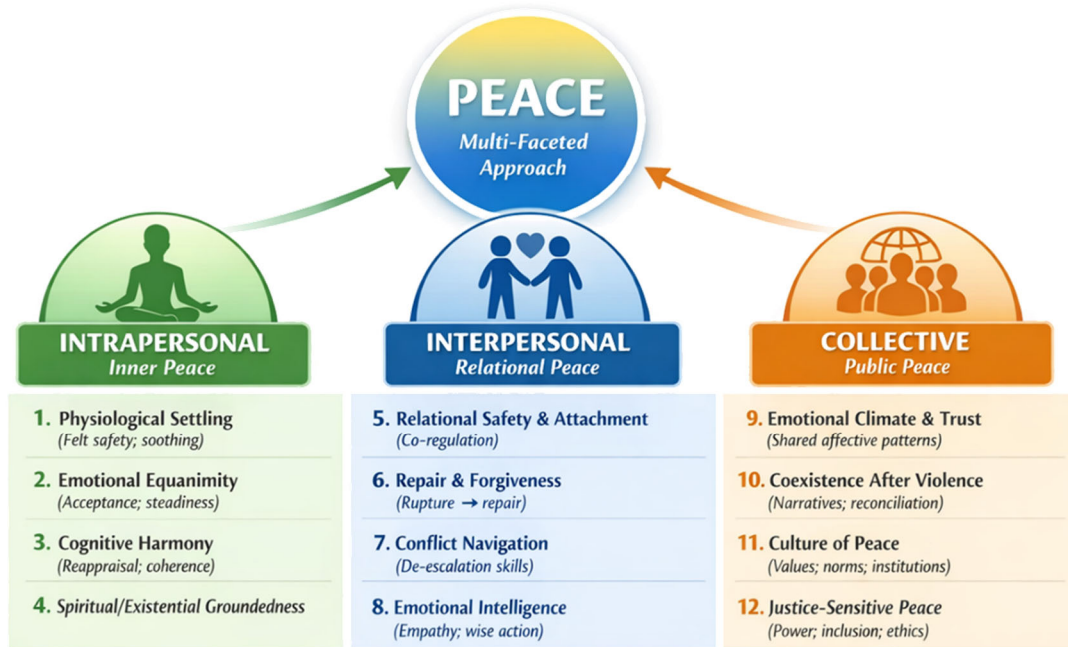 PEACE
Multi-Faceted
Approach
INTRAPERSONAL
Inner Peace
1. Physiological Settling
(Felt safety; soothing)
2. Emotional Equanimity
(Acceptance; steadiness)
3. Cognitive Harmony
(Reappraisal; coherence)
4. Spiritual/Existential Groundedness
INTERPERSONAL
Relational Peace
5. Relational Safety & Attachment
(Co-regulation)
6. Repair & Forgiveness
(Rupture → repair)
7. Conflict Navigation
(De-escalation skills)
8. Emotional Intelligence
(Empathy; wise action)
COLLECTIVE
Public Peace
9. Emotional Climate & Trust
(Shared affective patterns)
10. Coexistence After Violence
(Narratives; reconciliation)
11. Culture of Peace
(Values; norms; institutions)
12. Justice-Sensitive Peace
(Power; inclusion; ethics)